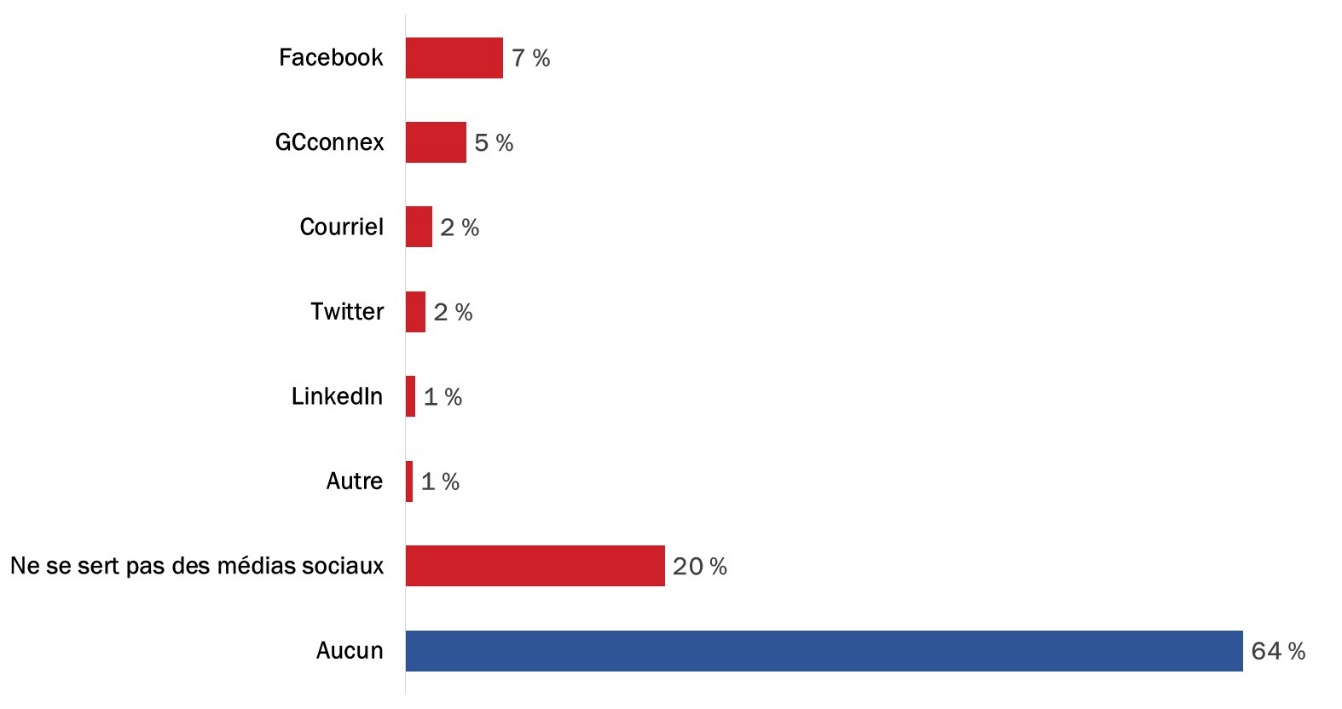 Facebook 7 %
GCconnex 5 %
Courriel 2 %
Twitter 2 %
LinkedIn 1 %
Autre 1 %
Ne se sert pas des médias sociaux 20 %
Aucun 64 %